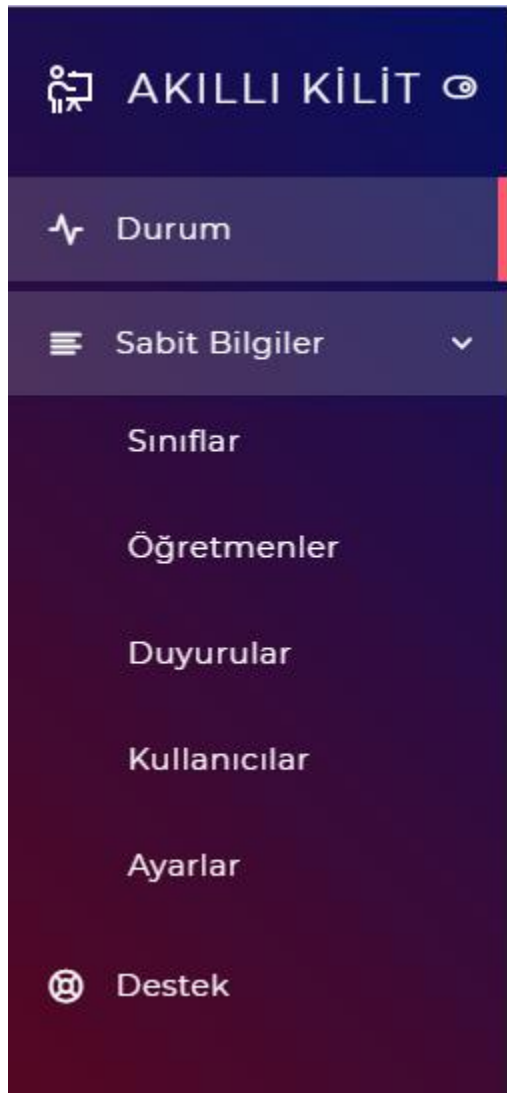 AKILLI KİLİT
Durum
Sabit Bilgiler
Sınıflar
Öğretmenler
Duyurular
Kullanıcılar
Ayarlar
Destek